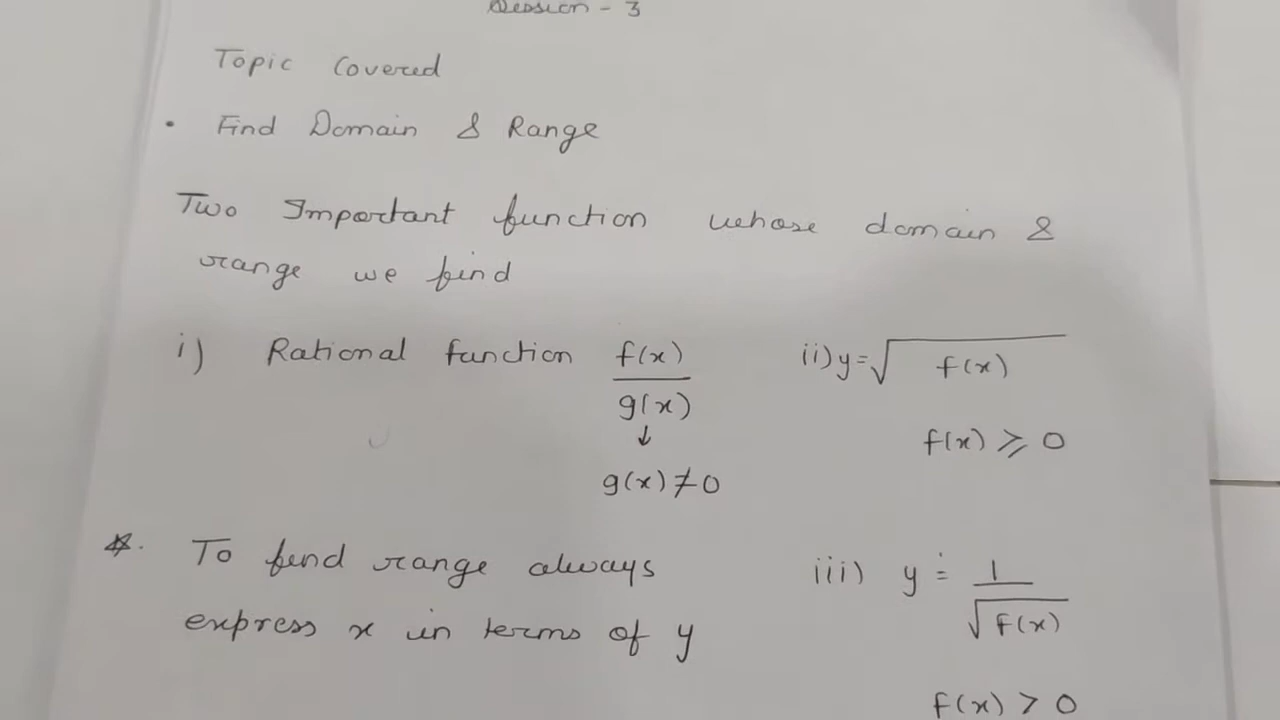 Session - 3
Topic Covered
• Find Domain & Range
Two Important function whose domain &
range we find
i) Rational function f(x)/g(x)
↓
g(x) ≠ 0
ii) y = √f(x)
f(x) ⩾ 0
*. To find range always
express x in terms of y
iii) y = 1/√f(x)
f(x) > 0